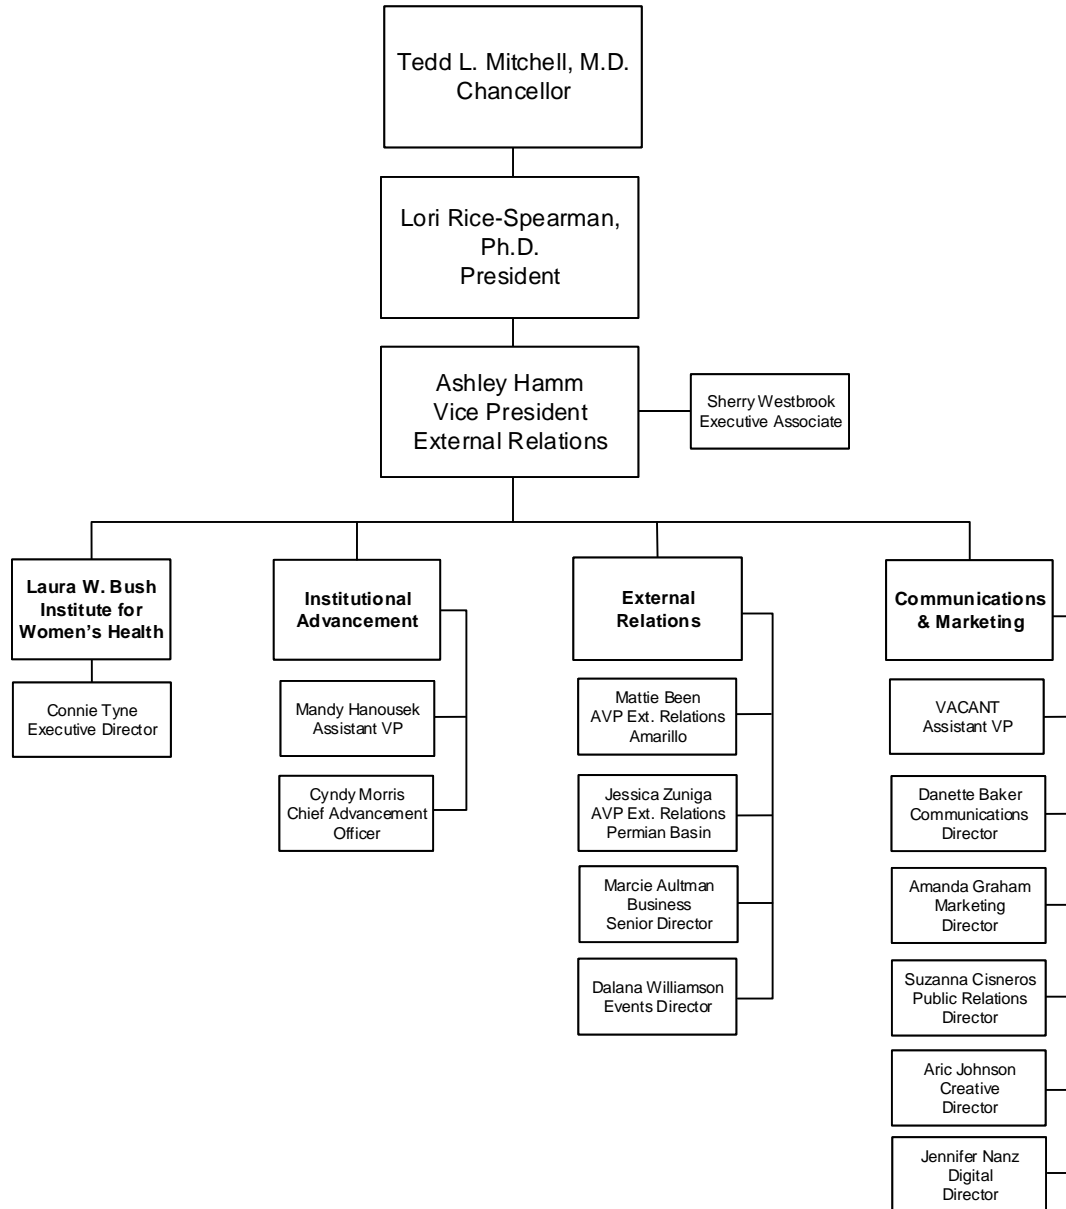 Tedd L. Mitchell, M.D.
Chancellor
Lori Rice-Spearman,
Ph.D.
President
Ashley Hamm
Vice President
External Relations
Sherry Westbrook
Executive Associate
Laura W. Bush
Institute for
Women's Health
Connie Tyne
Executive Director
Institutional
Advancement
Mandy Hanousek
Assistant VP
Cyndy Morris
Chief Advancement
Officer
External
Relations
Mattie Been
AVP Ext. Relations
Amarillo
Jessica Zuniga
AVP Ext. Relations
Permian Basin
Marcie Aultman
Business
Senior Director
Dalana Williamson
Events Director
Communications
& Marketing
VACANT
Assistant VP
Danette Baker
Communications
Director
Amanda Graham
Marketing
Director
Suzanna Cisneros
Public Relations
Director
Aric Johnson
Creative
Director
Jennifer Nanz
Digital
Director